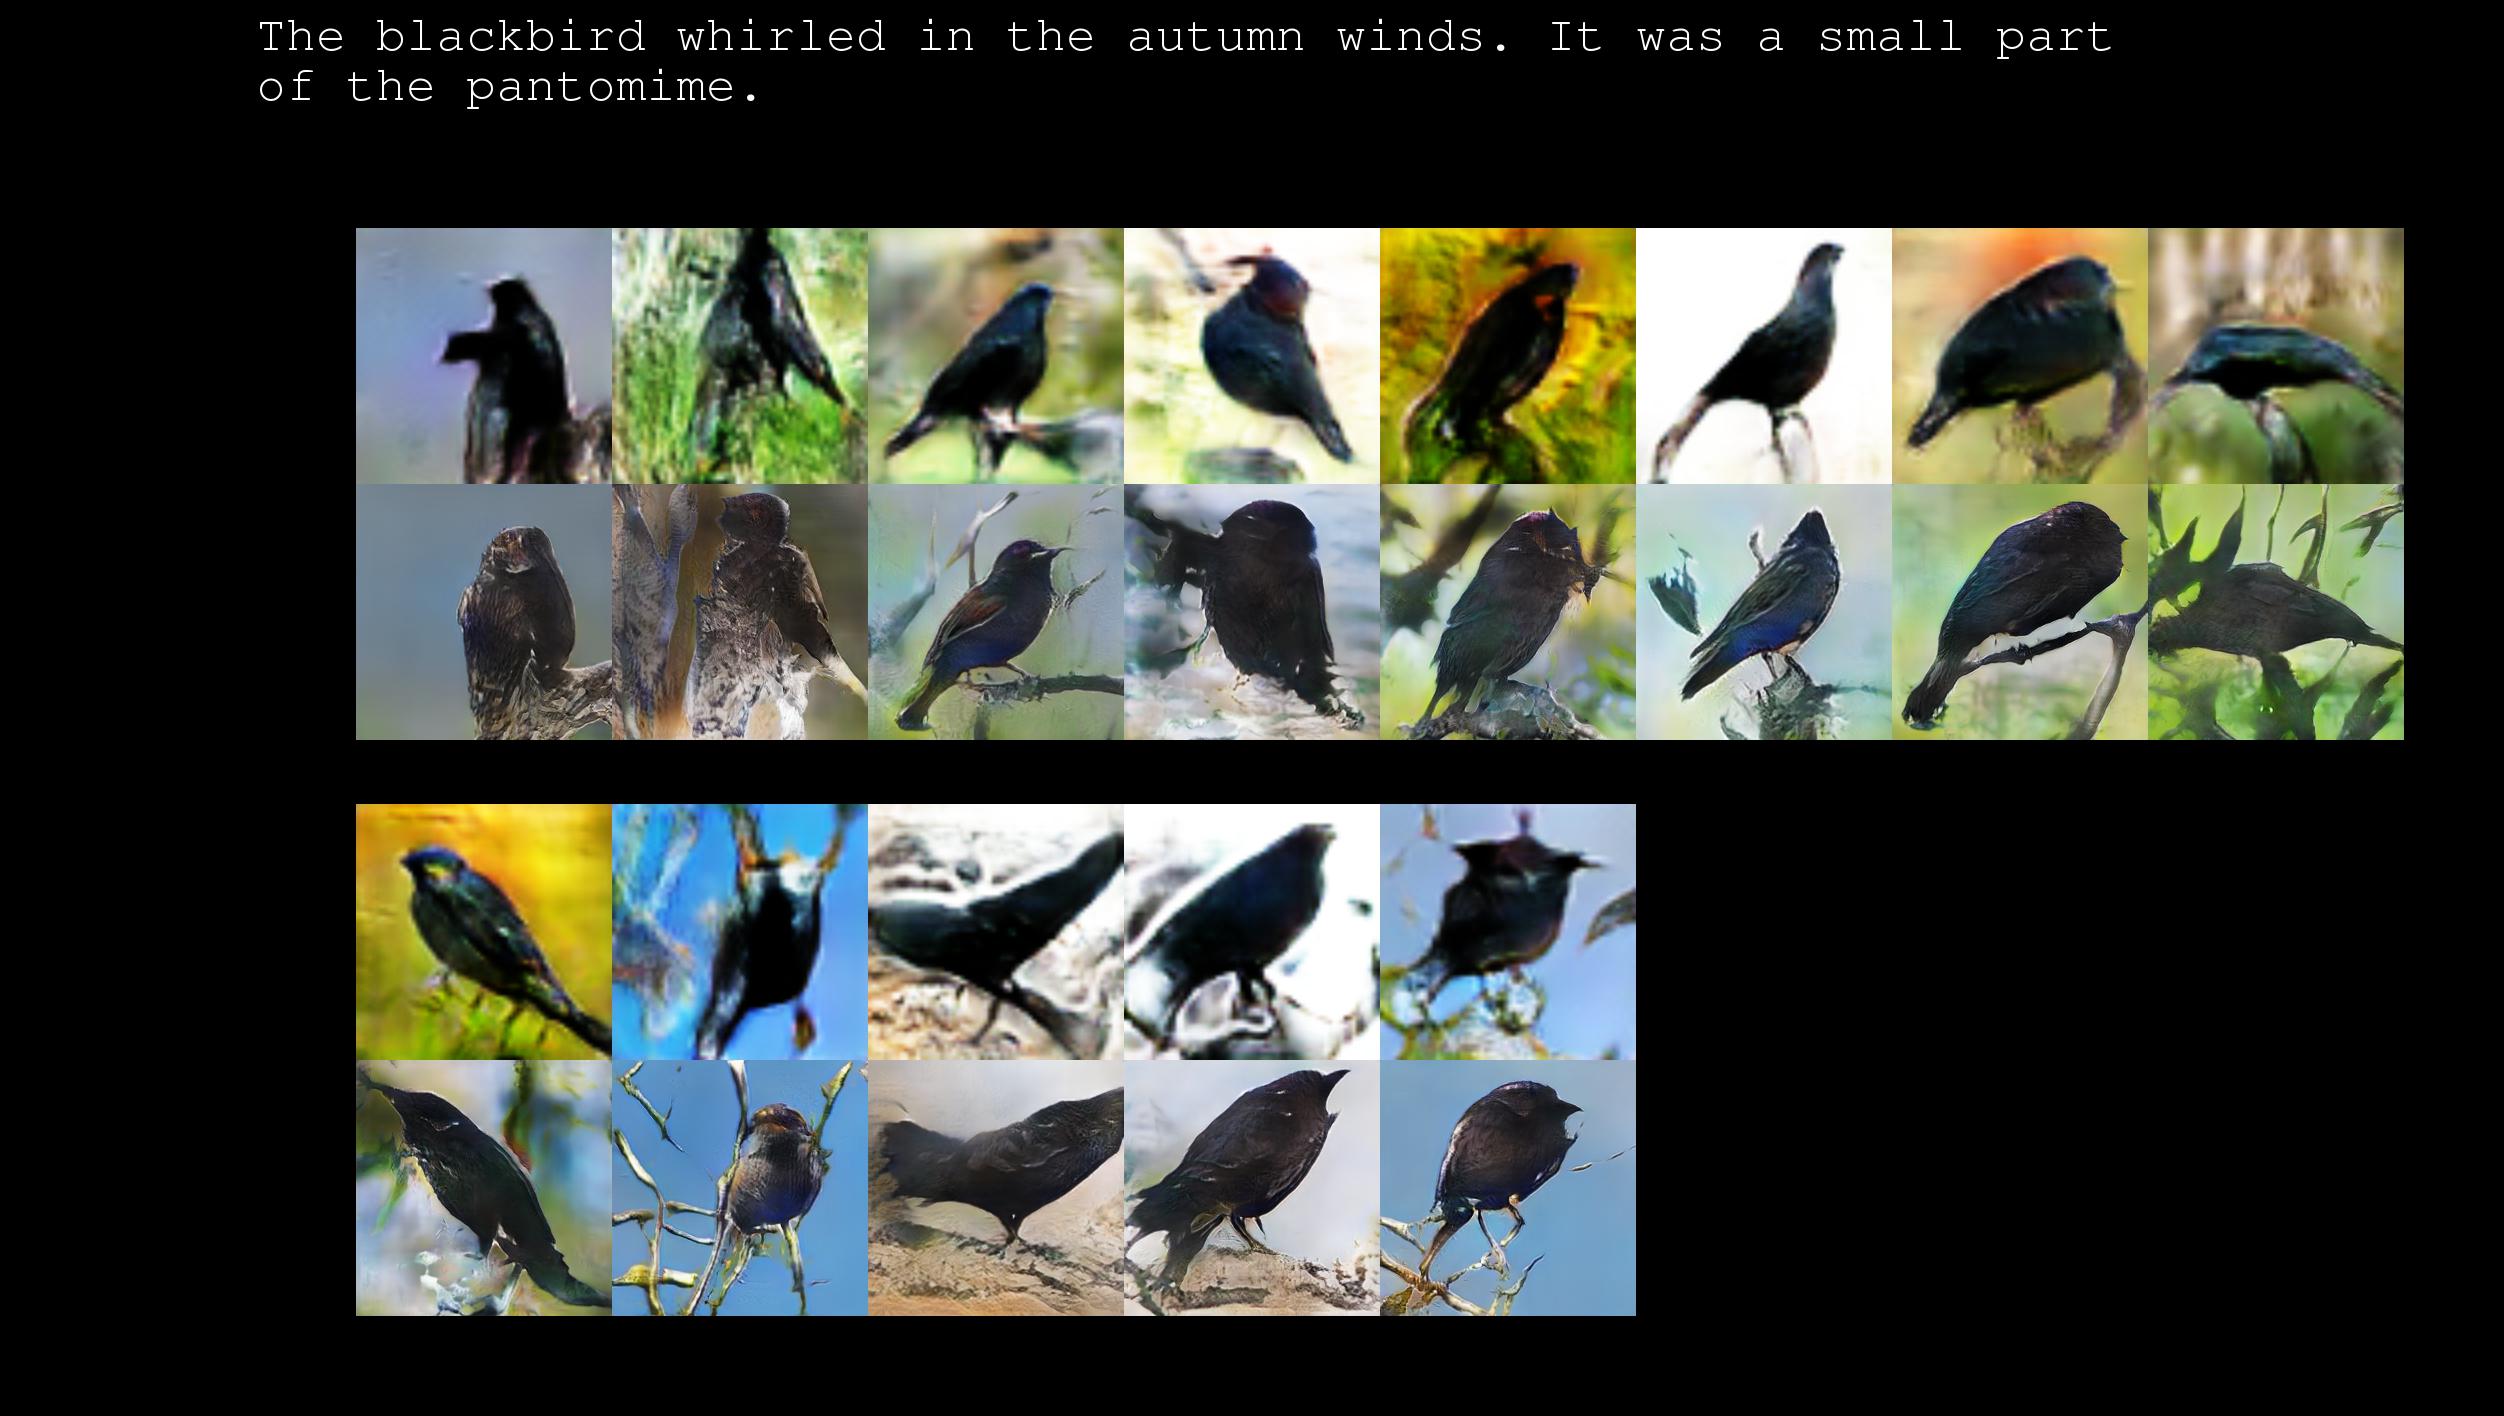 The blackbird whirled in the autumn winds. It was a small part
of the pantomime.